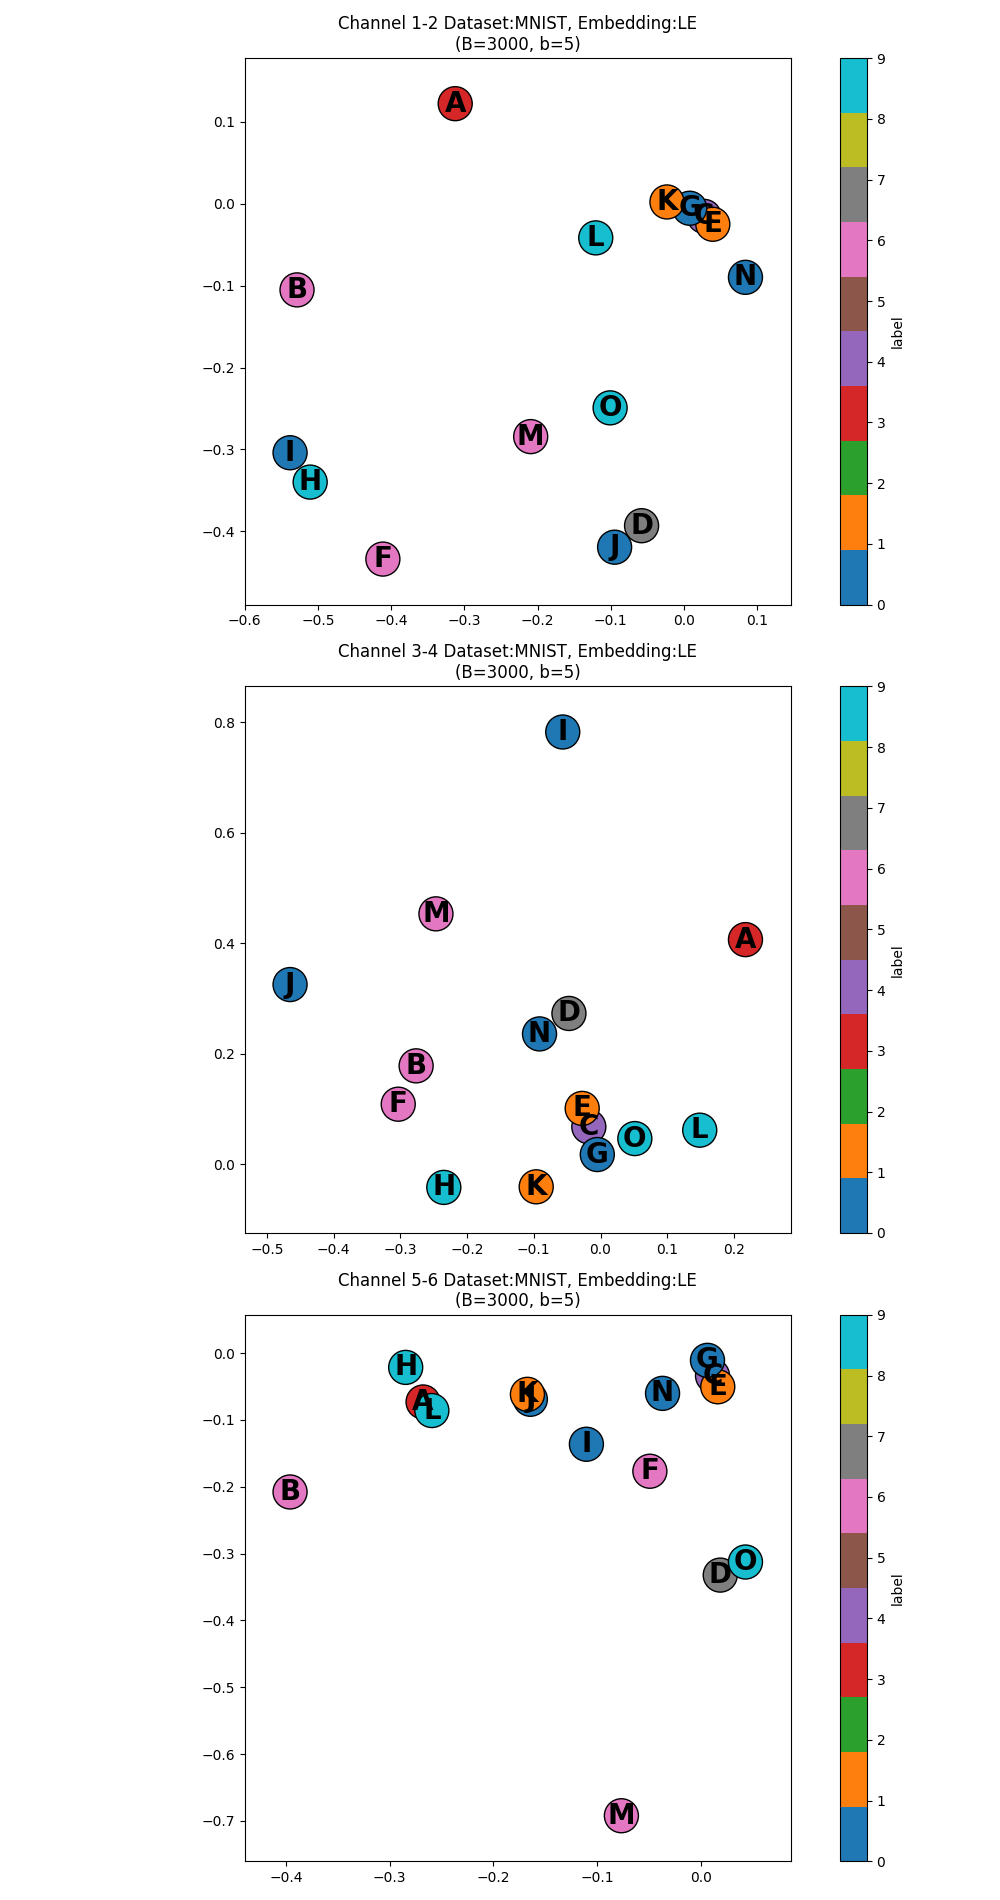 Channel 1-2 Dataset:MNIST, Embedding:LE
(B=3000, b=5)
0.1
0.0
−0.1
−0.2
−0.3
−0.4
−0.6 −0.5 −0.4 −0.3 −0.2 −0.1 0.0 0.1
A
K G C E
L
N
B
O
M
I
H
D
J
F
9
8
7
6
5
4
3
2
1
0
label
Channel 3-4 Dataset:MNIST, Embedding:LE
(B=3000, b=5)
0.8
0.6
0.4
0.2
0.0
−0.5 −0.4 −0.3 −0.2 −0.1 0.0 0.1 0.2
I
M
A
J
D
N
B
F
E
C
O
L
G
H
K
9
8
7
6
5
4
3
2
1
0
label
Channel 5-6 Dataset:MNIST, Embedding:LE
(B=3000, b=5)
0.0
−0.1
−0.2
−0.3
−0.4
−0.5
−0.6
−0.7
−0.4 −0.3 −0.2 −0.1 0.0
G
H
C
E
K
J
N
A
L
I
F
B
O
D
M
9
8
7
6
5
4
3
2
1
0
label